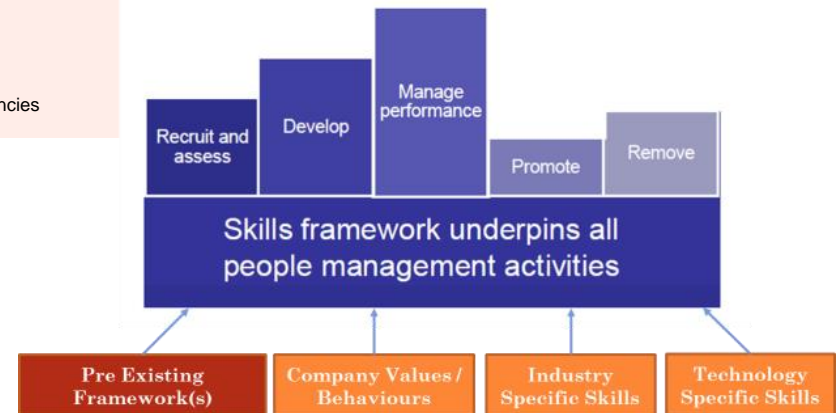 ncies
Recruit and
assess
Develop
Manage
performance
Promote
Remove
Skills framework underpins all
people management activities
Pre Existing
Framework(s)
Company Values /
Behaviours
Industry
Specific Skills
Technology
Specific Skills